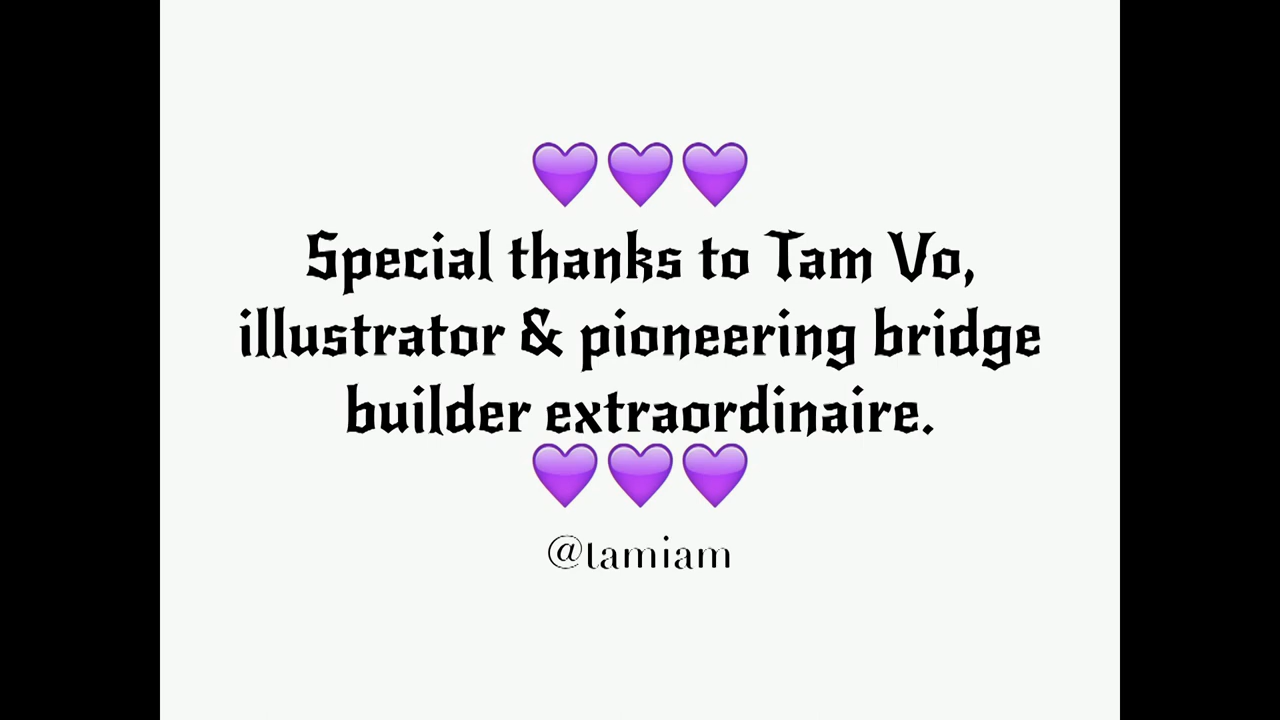 💜💜💜
Special thanks to Tam Vo,
illustrator & pioneering bridge
builder extraordinaire.
💜💜💜
@tamiam